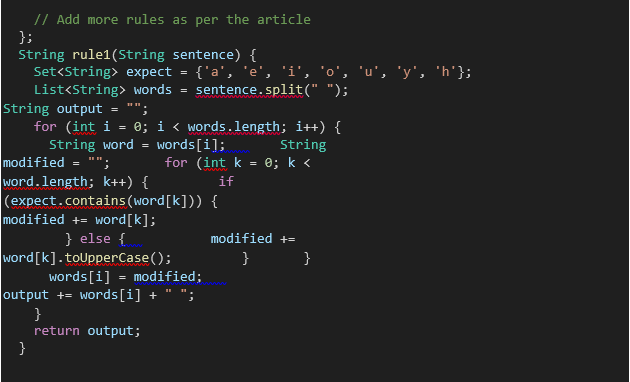 // Add more rules as per the article
};
String rule1(String sentence) {
Set<String> expect = {'a', 'e', 'i', 'o', 'u', 'y', 'h'};
List<String> words = sentence.split(" ");
String output = "";
for (int i = 0; i < words.length; i++) {
String word = words[i]; String
modified = ""; for (int k = 0; k <
word.length; k++) { if
(expect.contains(word[k])) {
modified += word[k];
} else { modified +=
word[k].toUpperCase(); } }
words[i] = modified;
output += words[i] + " ";
}
return output;
}